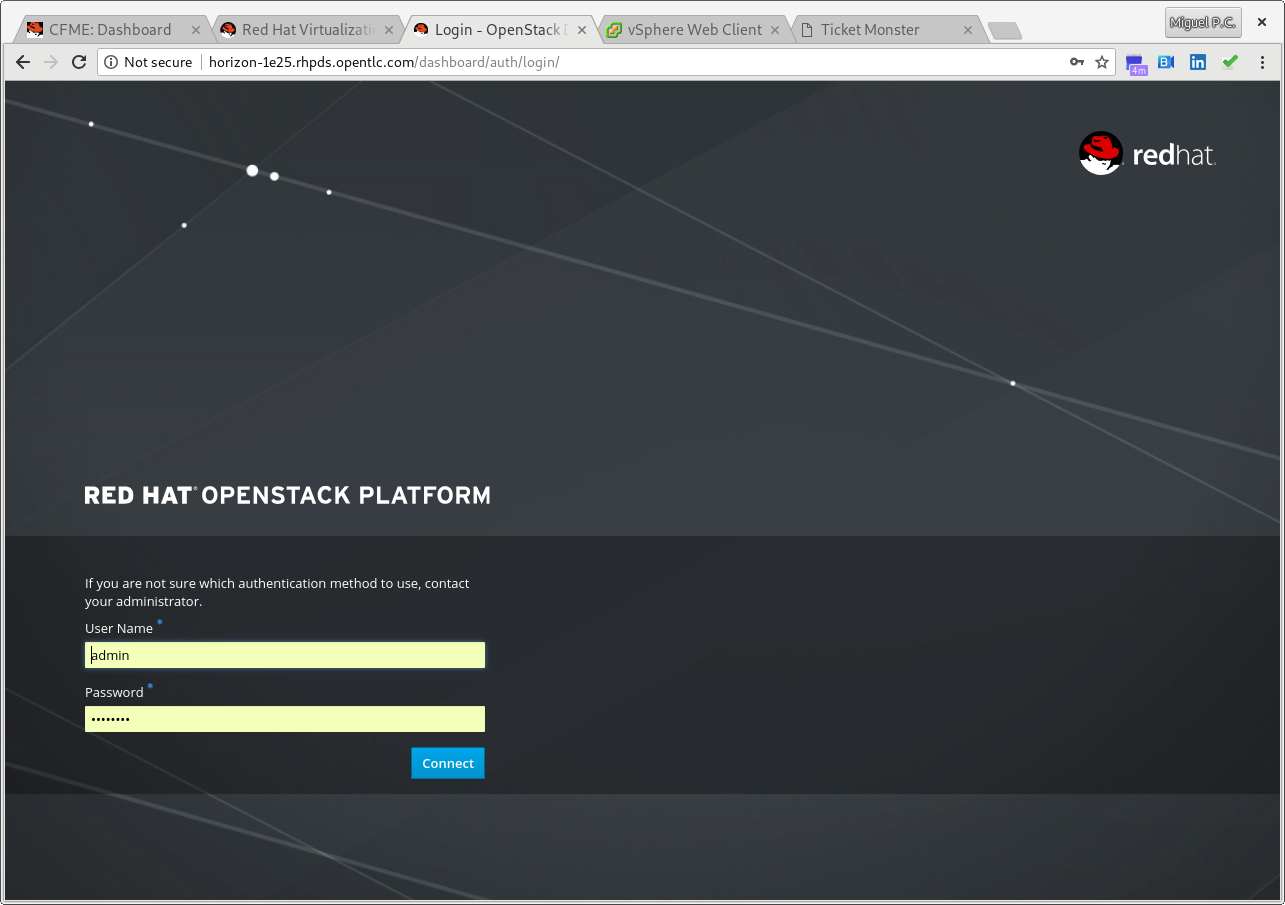 CFME: Dashboard
Red Hat Virtualizati
Login - OpenStack D
vSphere Web Client
Ticket Monster
Miguel P.C.
Not secure
horizon-1e25.rhpds.opentlc.com/dashboard/auth/login/
4m
B
in
redhat.
RED HAT® OPENSTACK PLATFORM
If you are not sure which authentication method to use, contact
your administrator.
User Name *
admin
Password *
••••••••
Connect